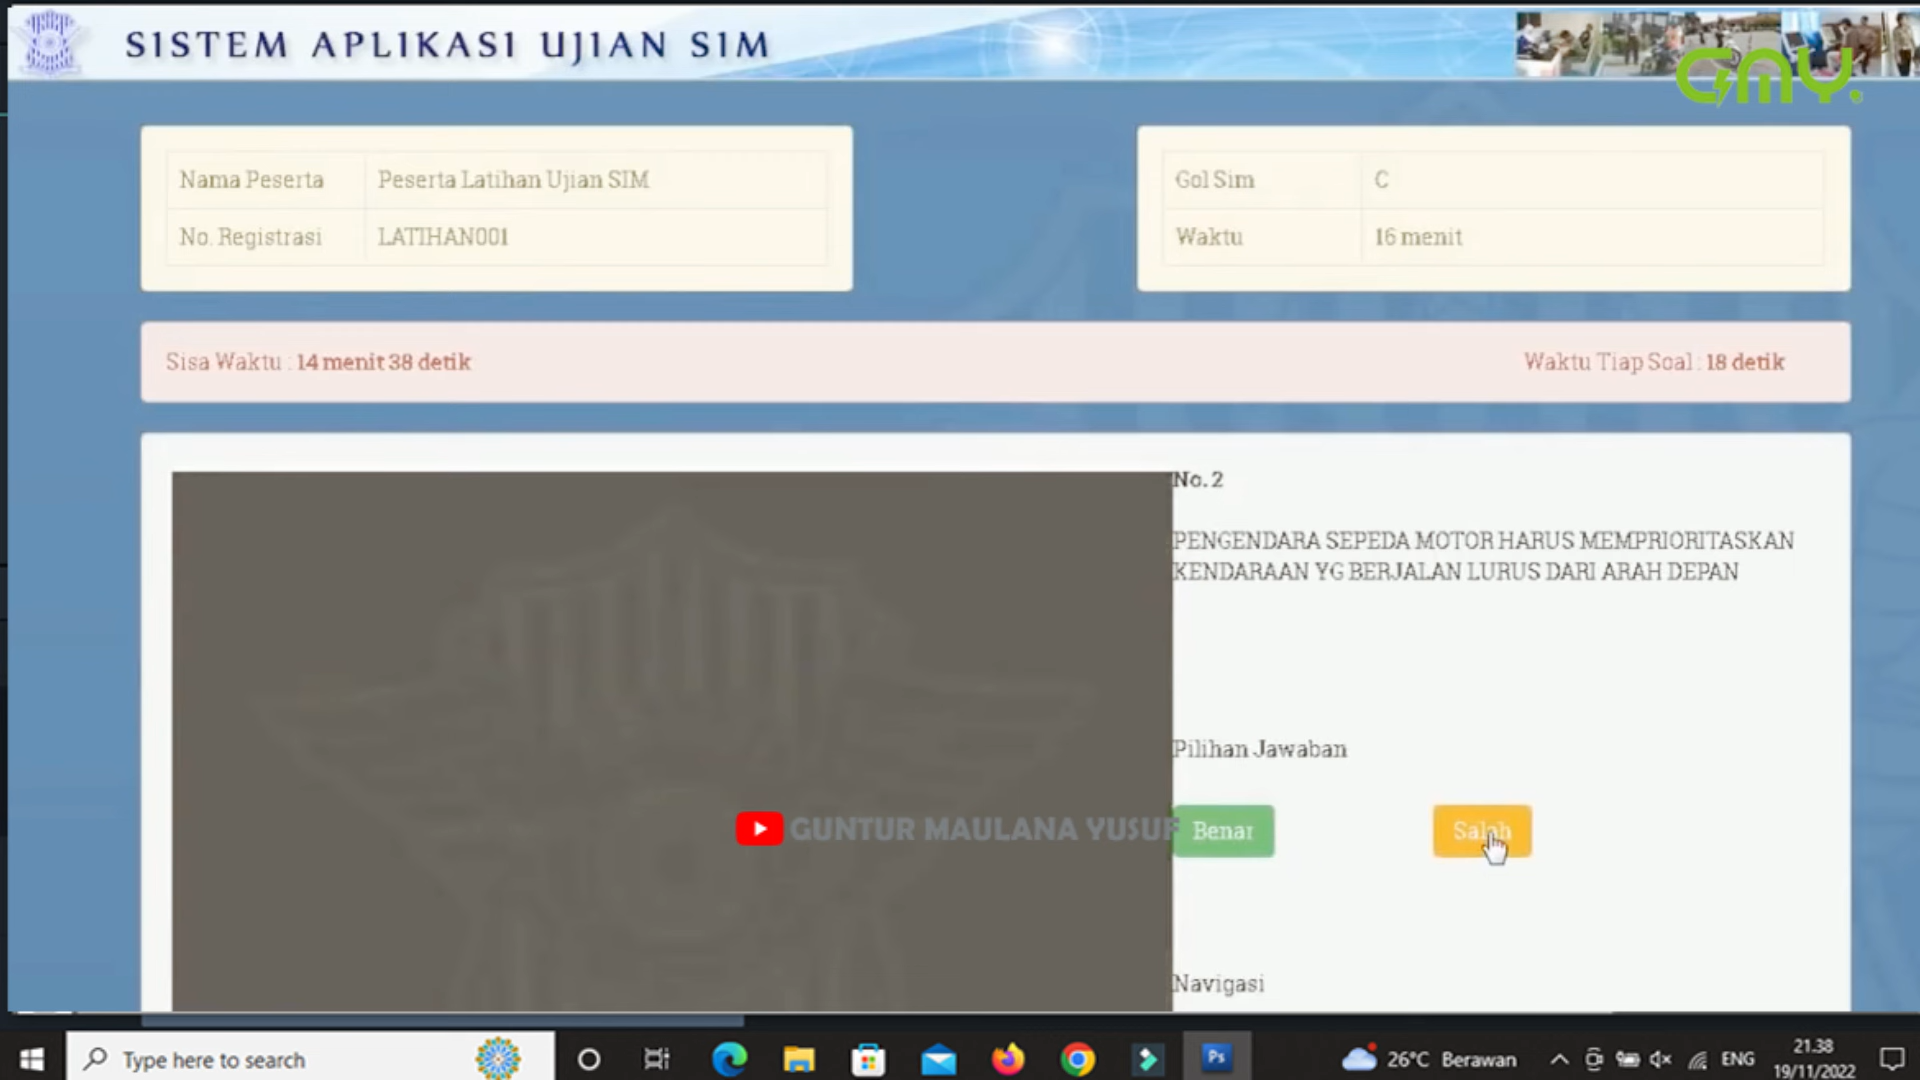 SISTEM APLIKASI UJIAN SIM
GMY.
Nama Peserta Peserta Latihan Ujian SIM
No. Registrasi LATIHAN001
Gol Sim C
Waktu 16 menit
Sisa Waktu : 14 menit 38 detik
Waktu Tiap Soal : 18 detik
No. 2
PENGENDARA SEPEDA MOTOR HARUS MEMPRIORITASKAN
KENDARAAN YG BERJALAN LURUS DARI ARAH DEPAN
Pilihan Jawaban
GUNTUR MAULANA YUSUF
Benar
Salah
Navigasi
Type here to search
Ps
26°C Berawan
ENG
21.38
19/11/2022